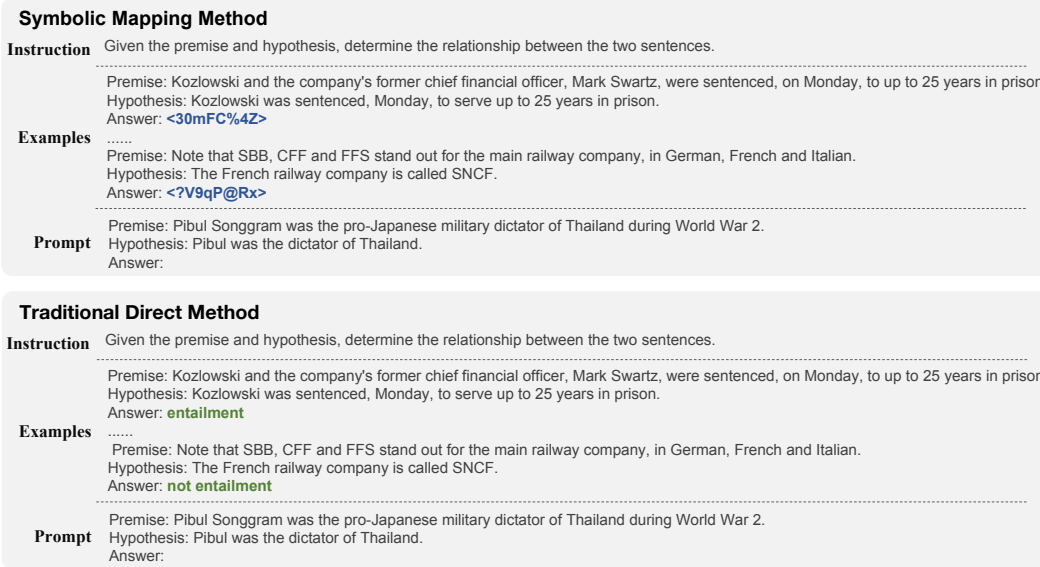 Symbolic Mapping Method
Instruction Given the premise and hypothesis, determine the relationship between the two sentences.
Premise: Kozlowski and the company's former chief financial officer, Mark Swartz, were sentenced, on Monday, to up to 25 years in prison
Hypothesis: Kozlowski was sentenced, Monday, to serve up to 25 years in prison.
Answer: <30mFC%4Z>
Examples ......
Premise: Note that SBB, CFF and FFS stand out for the main railway company, in German, French and Italian.
Hypothesis: The French railway company is called SNCF.
Answer: <?V9qP@Rx>
Premise: Pibul Songgram was the pro-Japanese military dictator of Thailand during World War 2.
Prompt Hypothesis: Pibul was the dictator of Thailand.
Answer:
Traditional Direct Method
Instruction Given the premise and hypothesis, determine the relationship between the two sentences.
Premise: Kozlowski and the company's former chief financial officer, Mark Swartz, were sentenced, on Monday, to up to 25 years in prison
Hypothesis: Kozlowski was sentenced, Monday, to serve up to 25 years in prison.
Answer: entailment
Examples ......
Premise: Note that SBB, CFF and FFS stand out for the main railway company, in German, French and Italian.
Hypothesis: The French railway company is called SNCF.
Answer: not entailment
Premise: Pibul Songgram was the pro-Japanese military dictator of Thailand during World War 2.
Prompt Hypothesis: Pibul was the dictator of Thailand.
Answer: